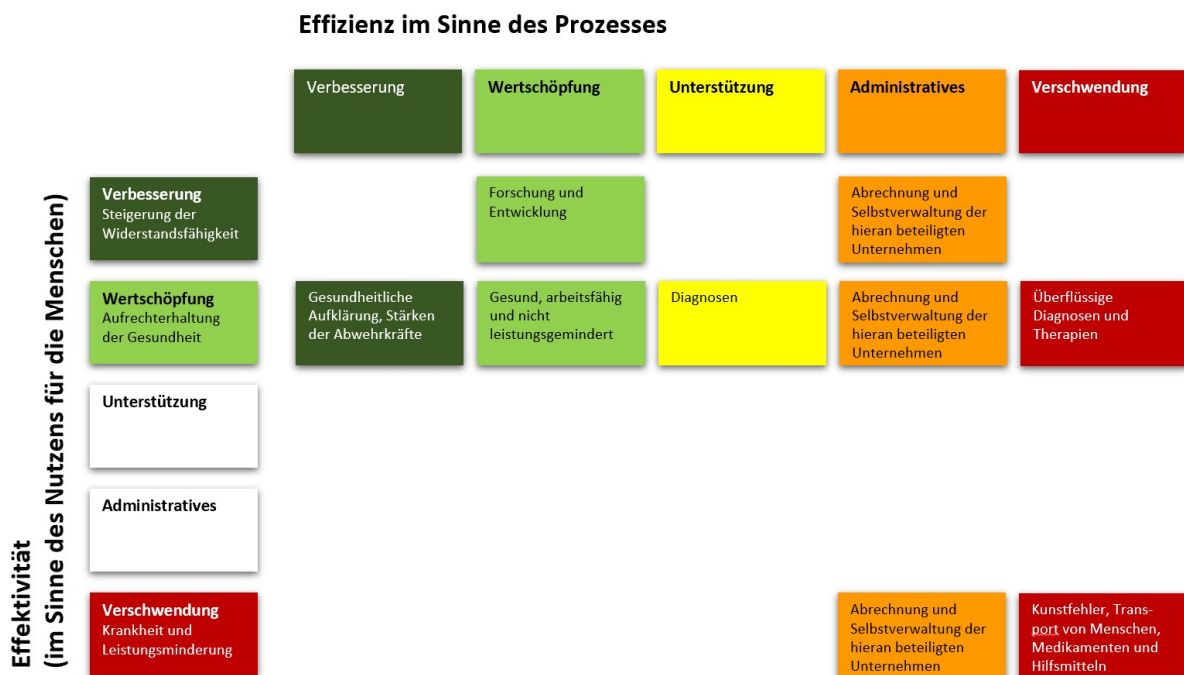 Effizienz im Sinne des Prozesses
Verbesserung
Wertschöpfung
Unterstützung
Administratives
Verschwendung
Effektivität
(im Sinne des Nutzens für die Menschen)
Verbesserung
Steigerung der
Widerstandsfähigkeit
Forschung und
Entwicklung
Abrechnung und
Selbstverwaltung der
hieran beteiligten
Unternehmen
Wertschöpfung
Aufrechterhaltung
der Gesundheit
Gesundheitliche
Aufklärung, Stärken
der Abwehrkräfte
Gesund, arbeitsfähig
und nicht
leistungsgemindert
Diagnosen
Abrechnung und
Selbstverwaltung der
hieran beteiligten
Unternehmen
Überflüssige
Diagnosen und
Therapien
Unterstützung
Administratives
Verschwendung
Krankheit und
Leistungsminderung
Abrechnung und
Selbstverwaltung der
hieran beteiligten
Unternehmen
Kunstfehler, Trans-
port von Menschen,
Medikamenten und
Hilfsmitteln